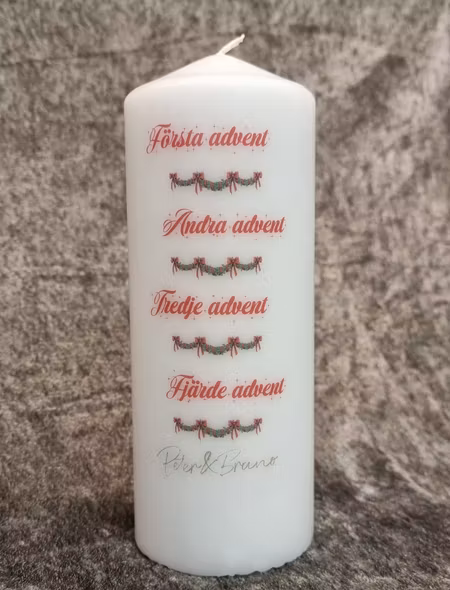 Första advent
Andra advent
Tredje advent
Fjärde advent
Peter&Bruno